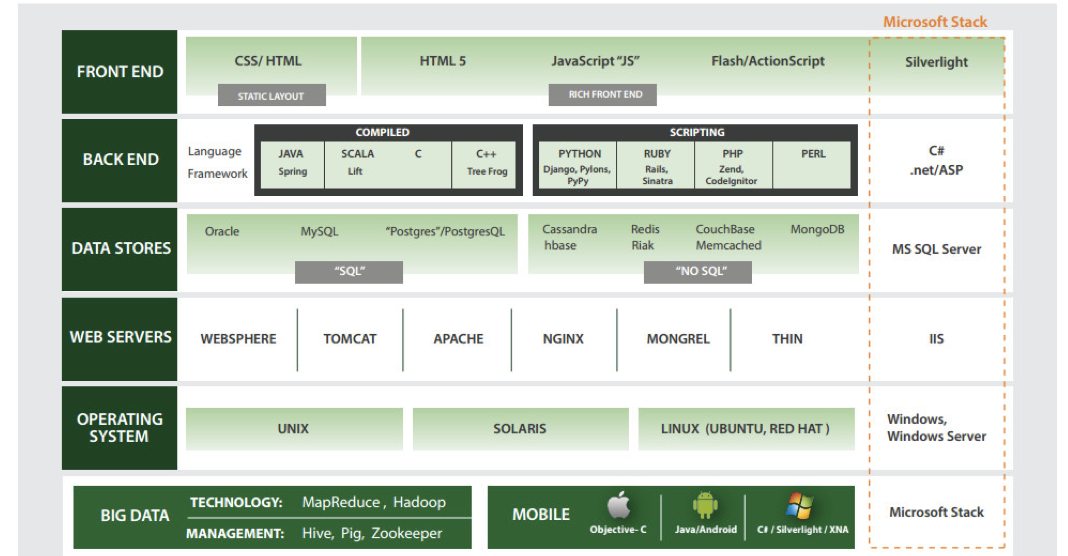 Microsoft Stack
FRONT END
CSS/ HTML
HTML 5
JavaScript "JS"
Flash/ActionScript
Silverlight
STATIC LAYOUT
RICH FRONT END
BACK END
Language
Framework
COMPILED
JAVA
Spring
SCALA
Lift
C
C++
Tree Frog
SCRIPTING
PYTHON
Django, Pylons,
PyPy
RUBY
Rails,
Sinatra
PHP
Zend,
CodeIgnitor
PERL
C#
.net/ASP
DATA STORES
Oracle
MySQL
"Postgres"/PostgresQL
"SQL"
Cassandra
hbase
Redis
Riak
CouchBase
Memcached
MongoDB
"NO SQL"
MS SQL Server
WEB SERVERS
WEBSPHERE
TOMCAT
APACHE
NGINX
MONGREL
THIN
IIS
OPERATING
SYSTEM
UNIX
SOLARIS
LINUX (UBUNTU, RED HAT )
Windows,
Windows Server
BIG DATA
TECHNOLOGY: MapReduce , Hadoop
MANAGEMENT: Hive, Pig, Zookeeper
MOBILE
Objective- C
Java/Android
C# / Silverlight / XNA
Microsoft Stack